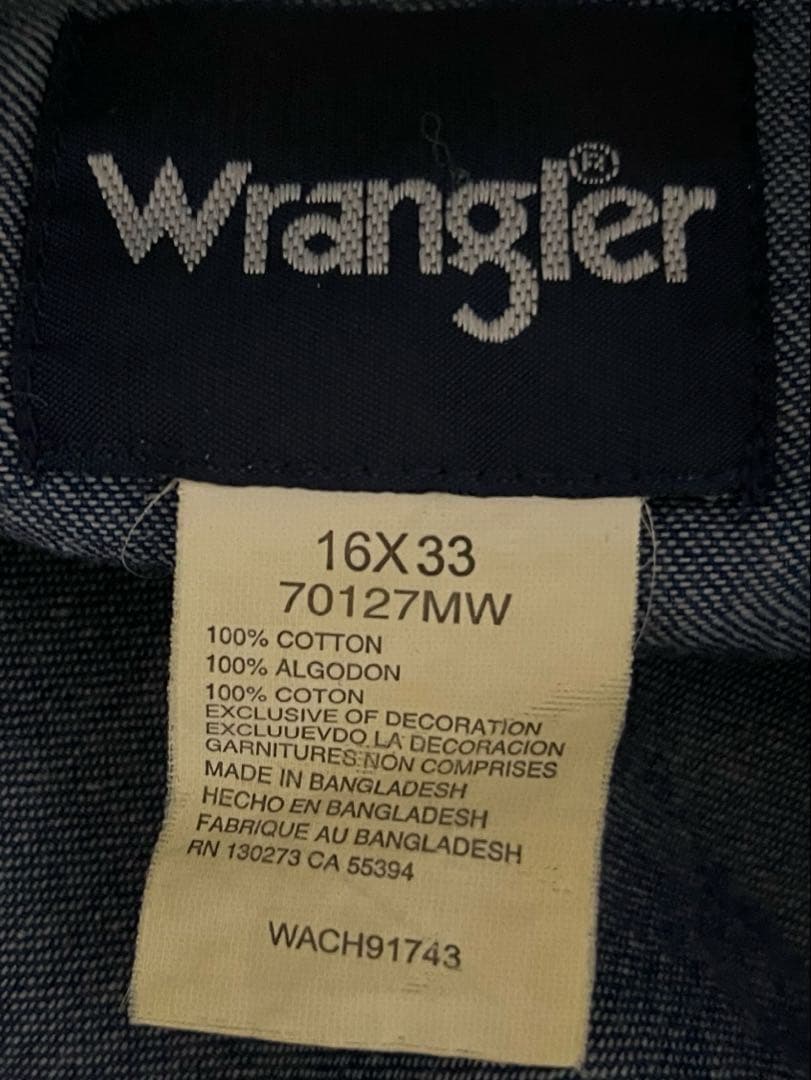 Wrangler®
16X33
70127MW
100% COTTON
100% ALGODON
100% COTON
EXCLUSIVE OF DECORATION
EXCLUUEVDO LA DECORACION
GARNITURES NON COMPRISES
MADE IN BANGLADESH
HECHO EN BANGLADESH
FABRIQUE AU BANGLADESH
RN 130273 CA 55394
WACH91743